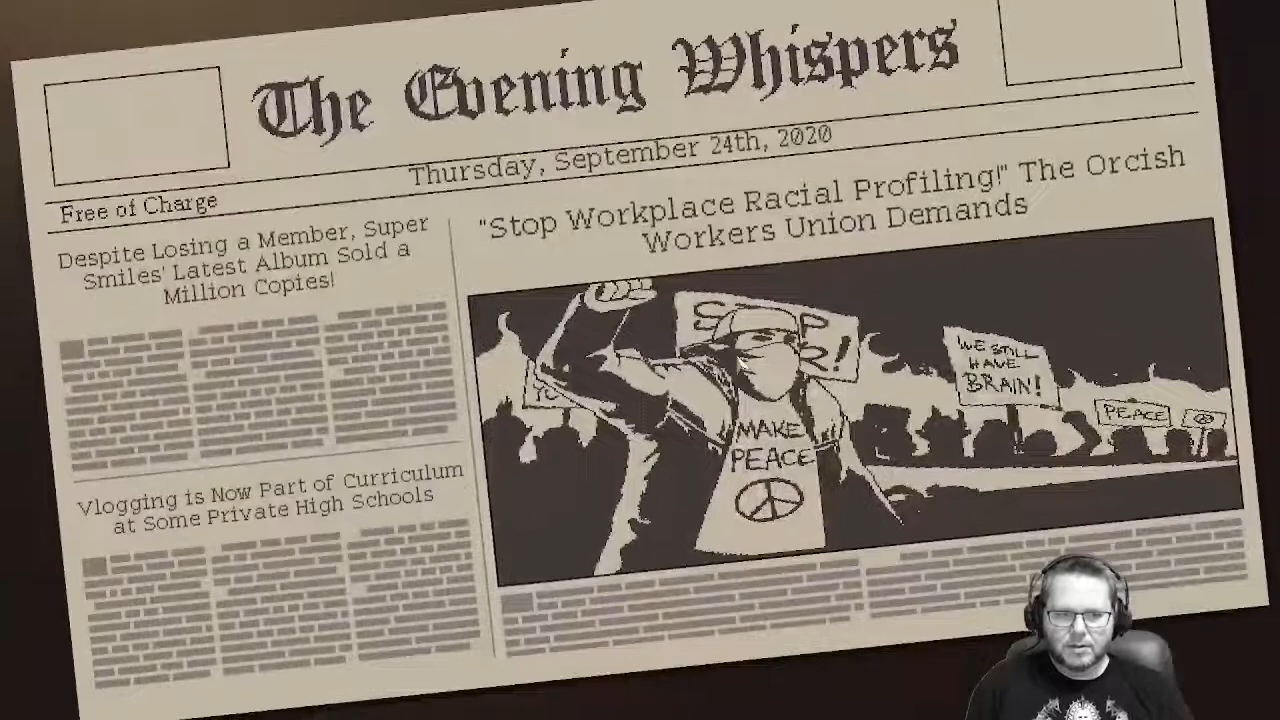 The Evening Whispers
Thursday, September 24th, 2020
Free of Charge
Despite Losing a Member, Super
Smiles' Latest Album Sold a
Million Copies!
"Stop Workplace Racial Profiling!" The Orcish
Workers Union Demands
STOP
R!
YO
WE STILL
HAVE
BRAIN!
PEACE
MAKE
PEACE
Vlogging is Now Part of Curriculum
at Some Private High Schools